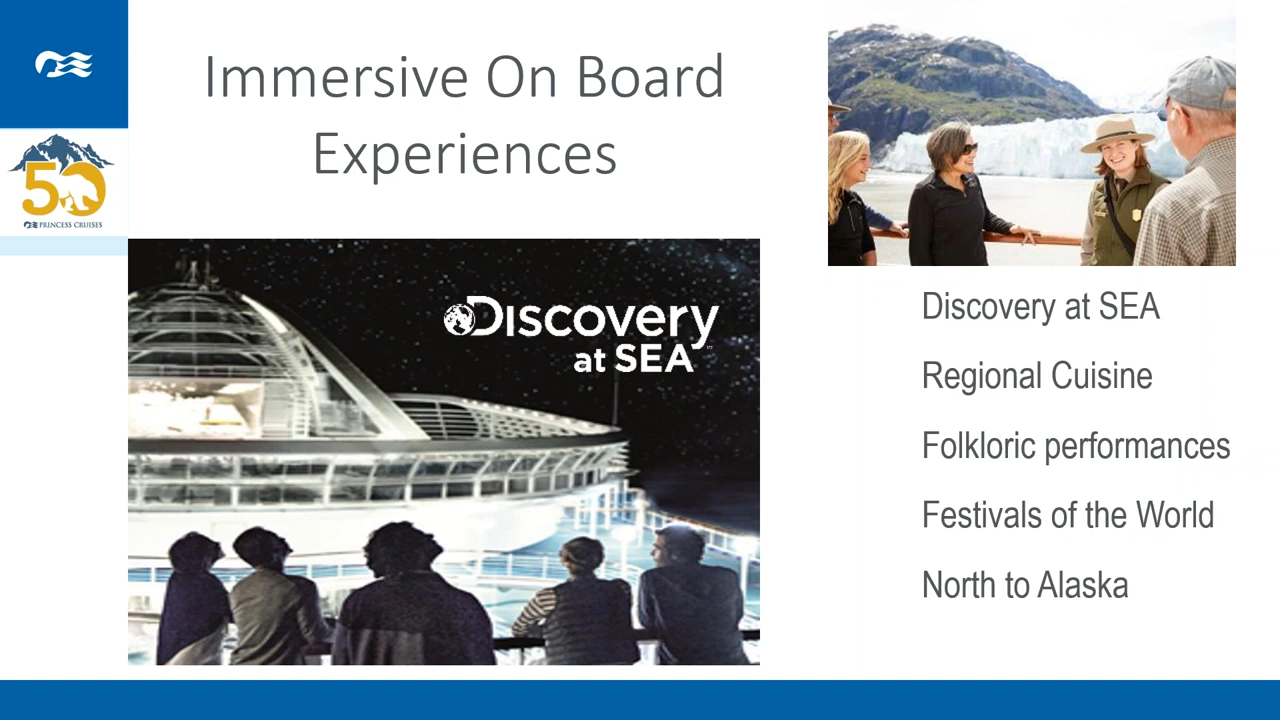 Immersive On Board
Experiences
50
PRINCESS CRUISES
Discovery
at SEA
Discovery at SEA
Regional Cuisine
Folkloric performances
Festivals of the World
North to Alaska